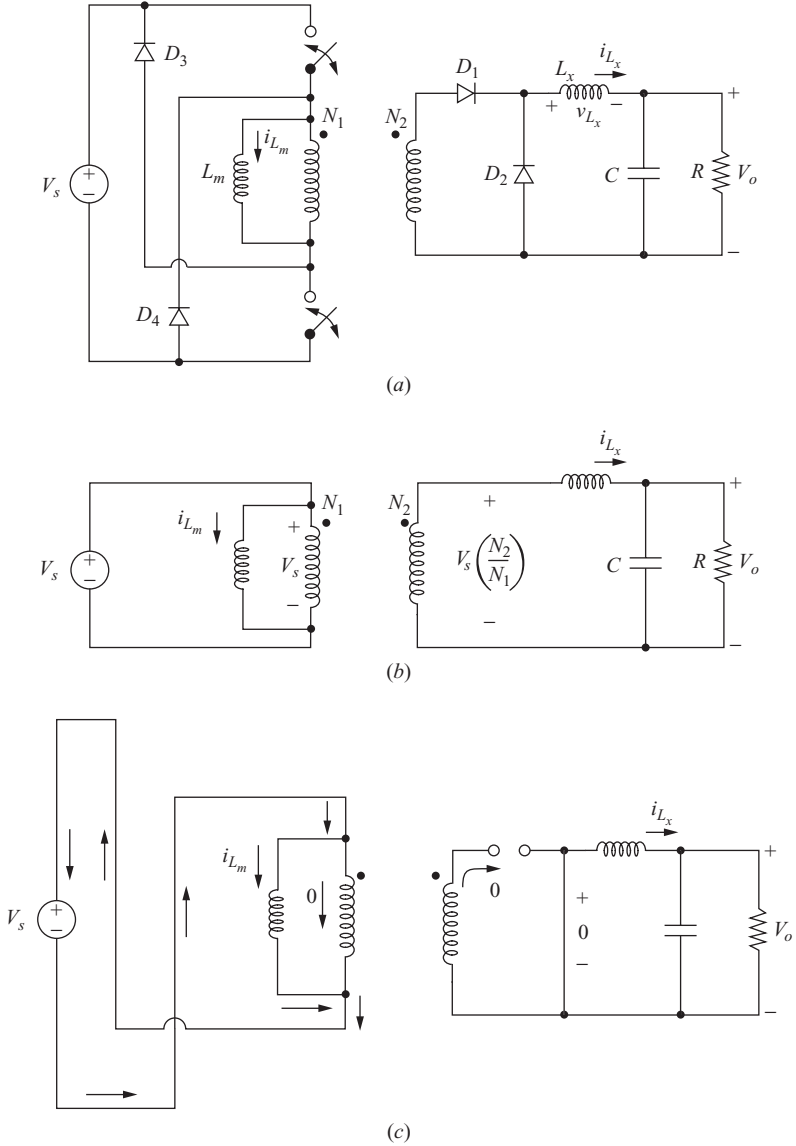 D3
N1
iLm
Lm
Vs
+
−
D4
N2
D1
Lx
iLx
+
−
vLx
D2
C
R
Vo
+
−
(a)
Vs
+
−
iLm
N1
+
Vs
−
N2
+
Vs(N2/N1)
−
iLx
C
R
Vo
+
−
(b)
Vs
+
−
iLm
0
0
+
0
−
iLx
Vo
+
−
(c)